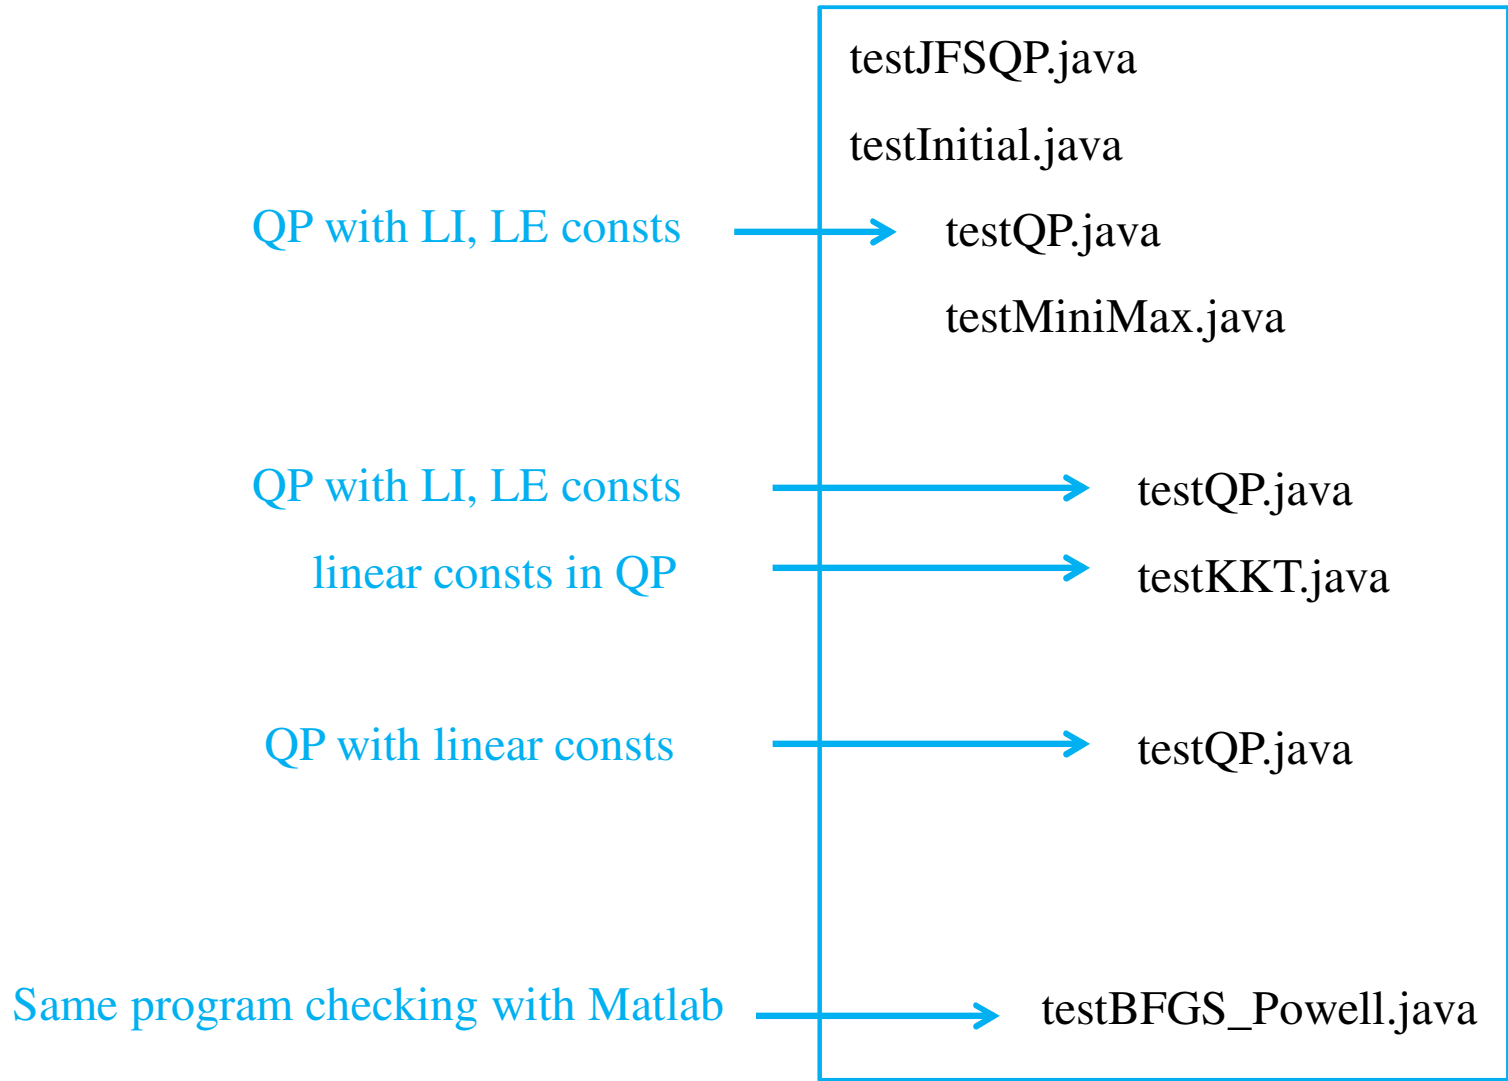 testJFSQP.java
testInitial.java
QP with LI, LE consts
testQP.java
testMiniMax.java
QP with LI, LE consts
testQP.java
linear consts in QP
testKKT.java
QP with linear consts
testQP.java
Same program checking with Matlab
testBFGS_Powell.java